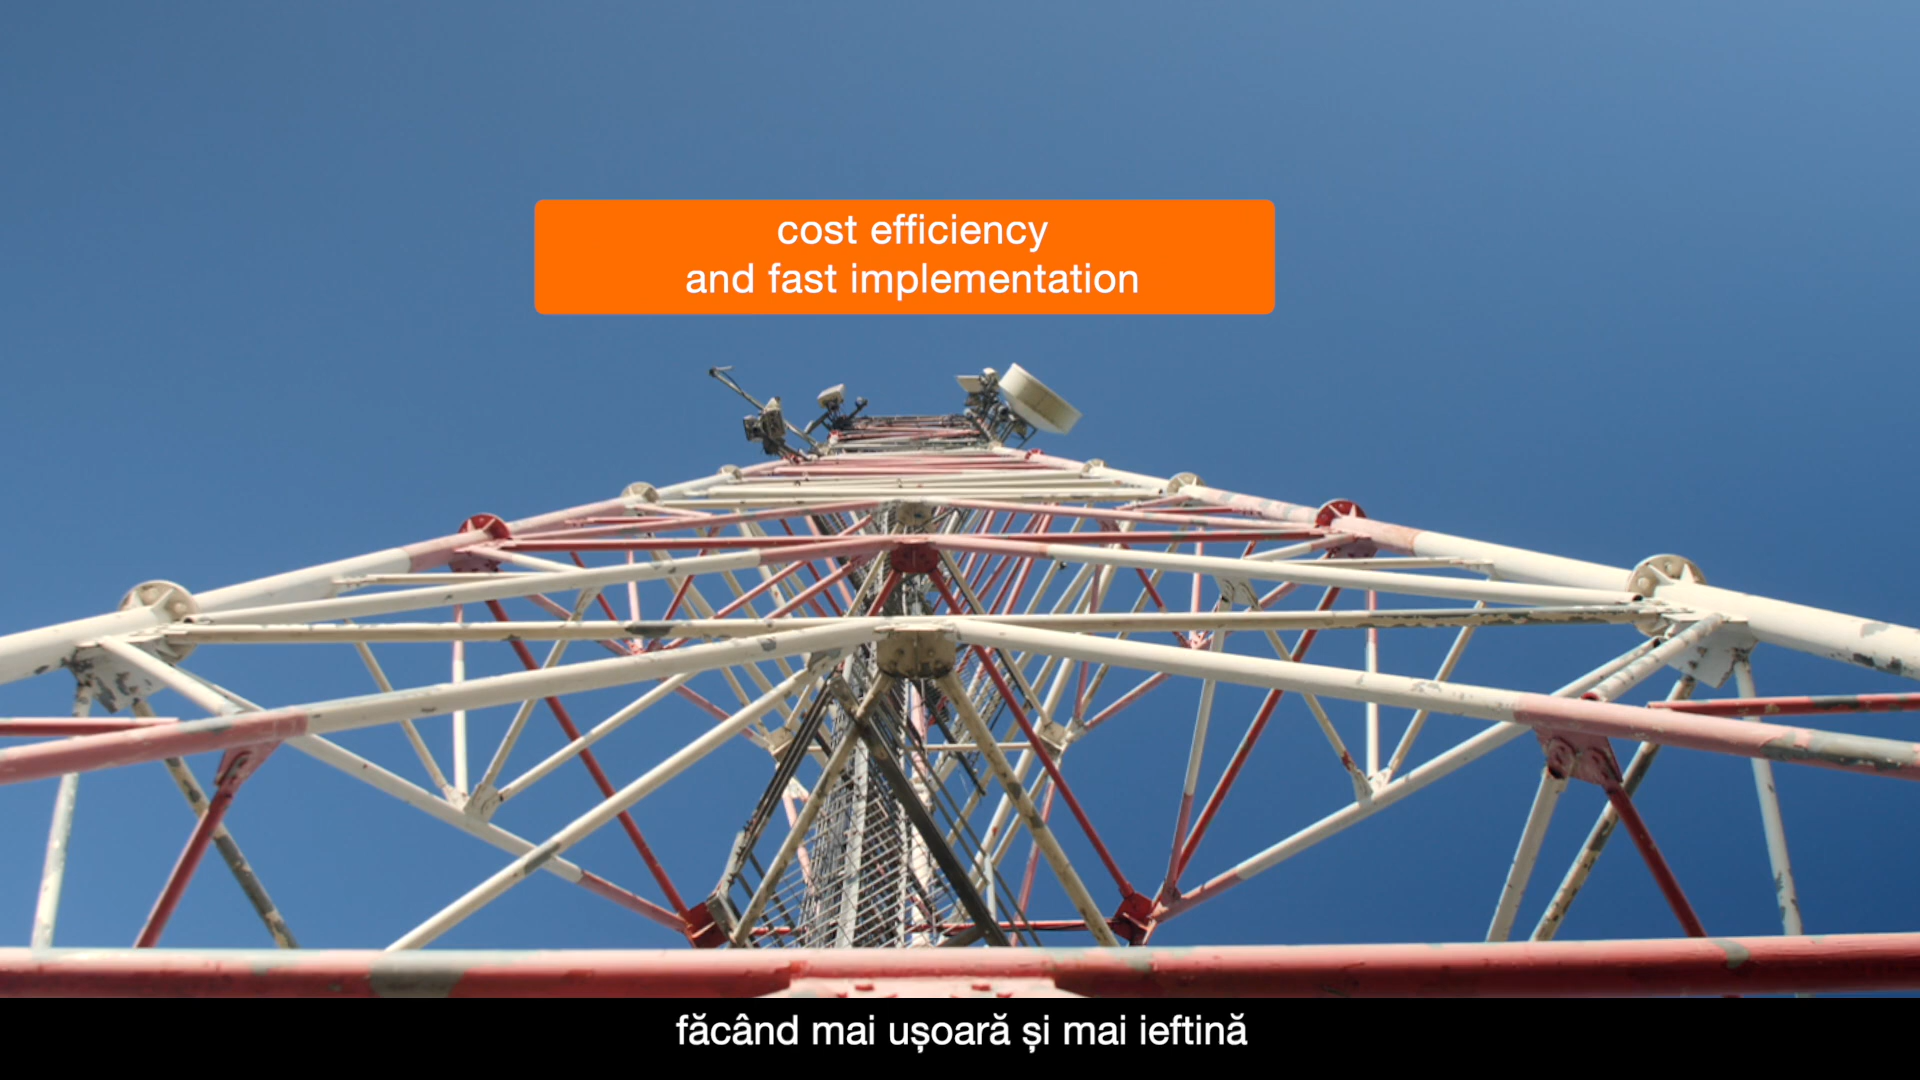 cost efficiency
and fast implementation
făcând mai ușoară și mai ieftină